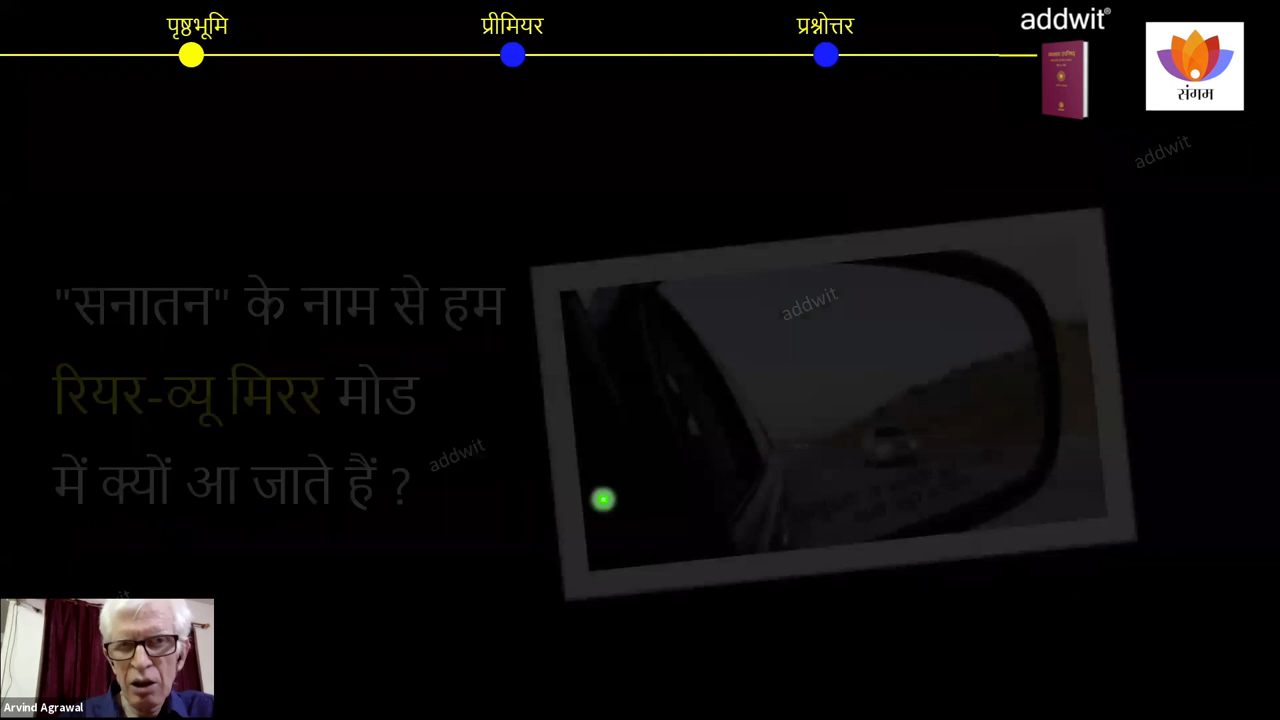 पृष्ठभूमि
प्रीमियर
प्रश्नोत्तर
addwit®
संगम
addwit
addwit
"सनातन" के नाम से हम
रियर-व्यू मिरर मोड
में क्यों आ जाते हैं ?
addwit
Arvind Agrawal